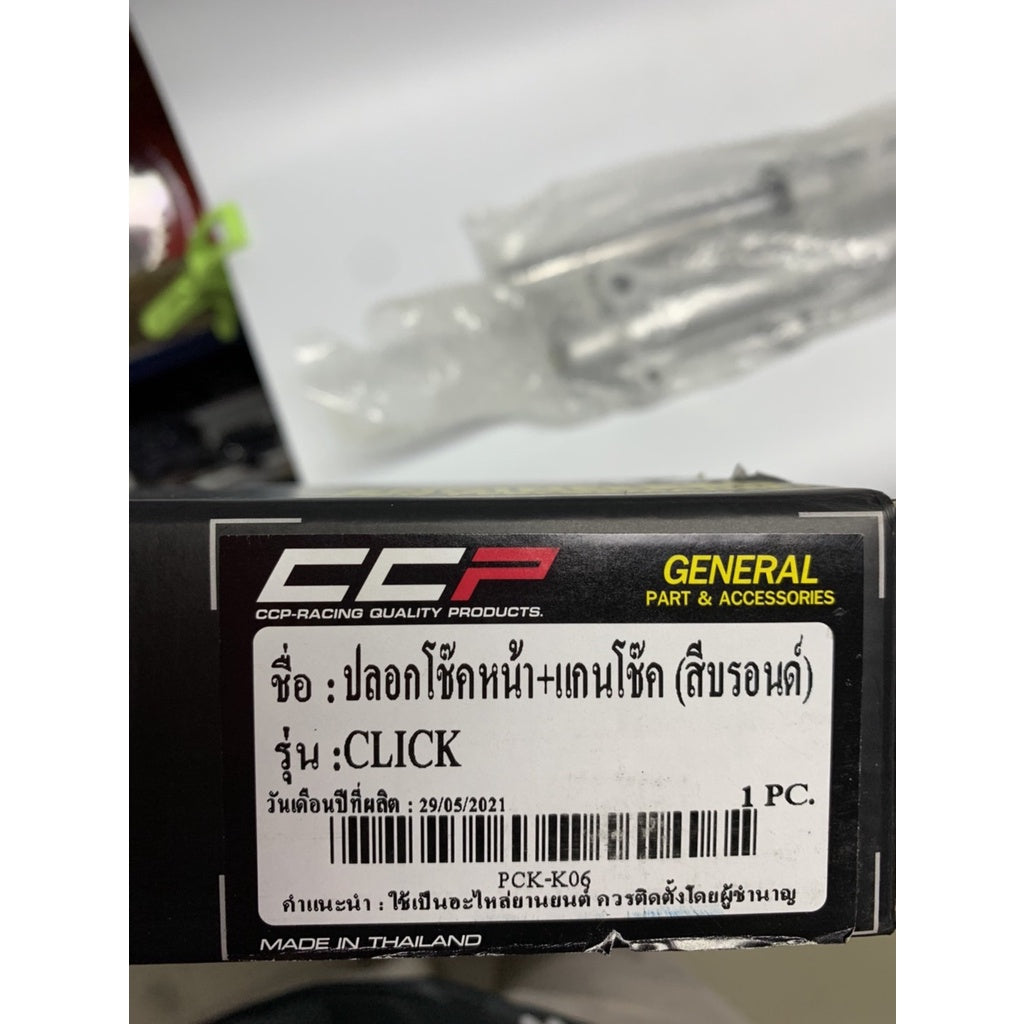 CCP
CCP-RACING QUALITY PRODUCTS.
GENERAL
PART & ACCESSORIES
ชื่อ : ปลอกโช๊คหน้า+แกนโช๊ค (สีบรอนด์)
รุ่น :CLICK
วันเดือนปีที่ผลิต : 29/05/2021
1 PC.
PCK-K06
คำแนะนำ : ใช้เป็นอะไหล่ยานยนต์ ควรติดตั้งโดยผู้ชำนาญ
MADE IN THAILAND